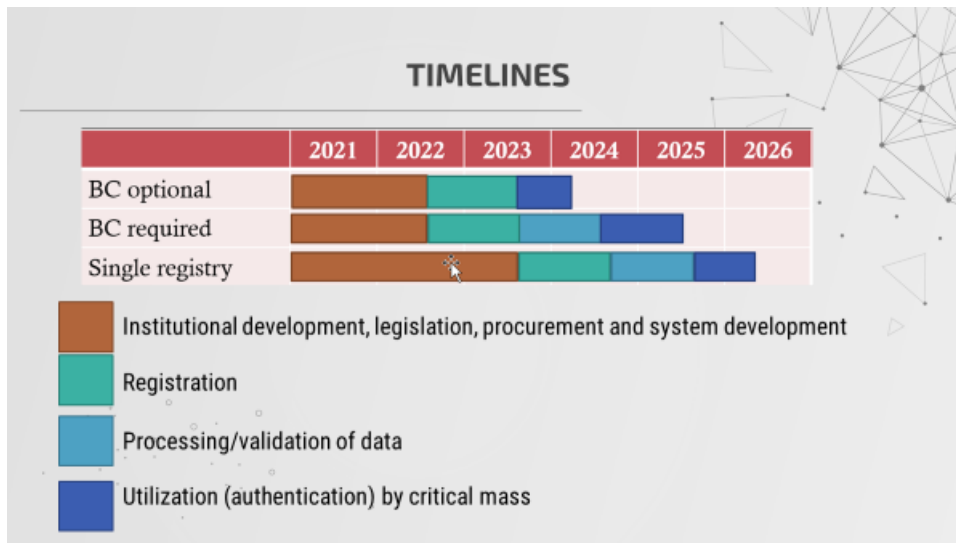 TIMELINES
2021 2022 2023 2024 2025 2026
BC optional
BC required
Single registry
Institutional development, legislation, procurement and system development
Registration
Processing/validation of data
Utilization (authentication) by critical mass